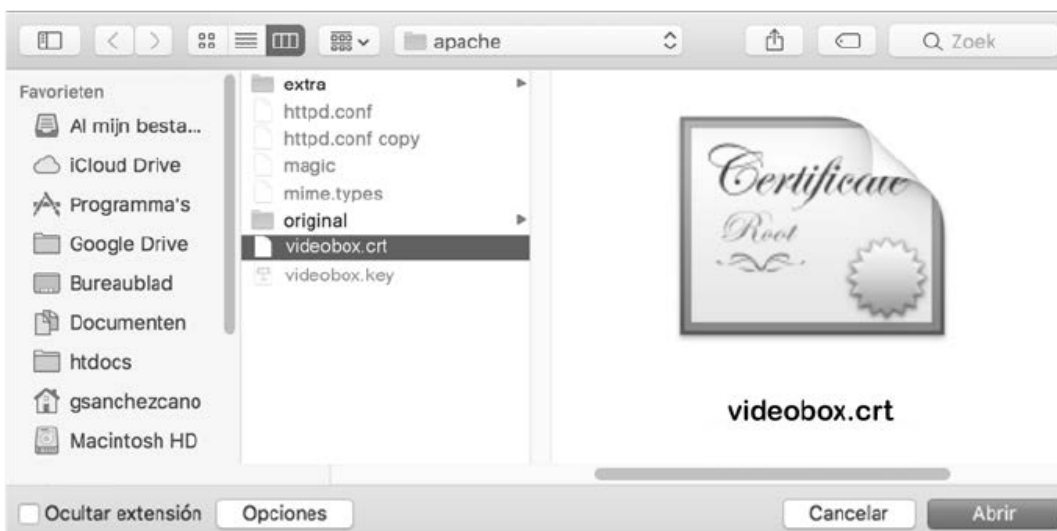 apache
Zoek
Favorieten
Al mijn besta...
iCloud Drive
Programma's
Google Drive
Bureaublad
Documenten
htdocs
gsanchezcano
Macintosh HD
extra
httpd.conf
httpd.conf copy
magic
mime.types
original
videobox.crt
videobox.key
Certificate
Root
videobox.crt
Ocultar extensión
Opciones
Cancelar
Abrir